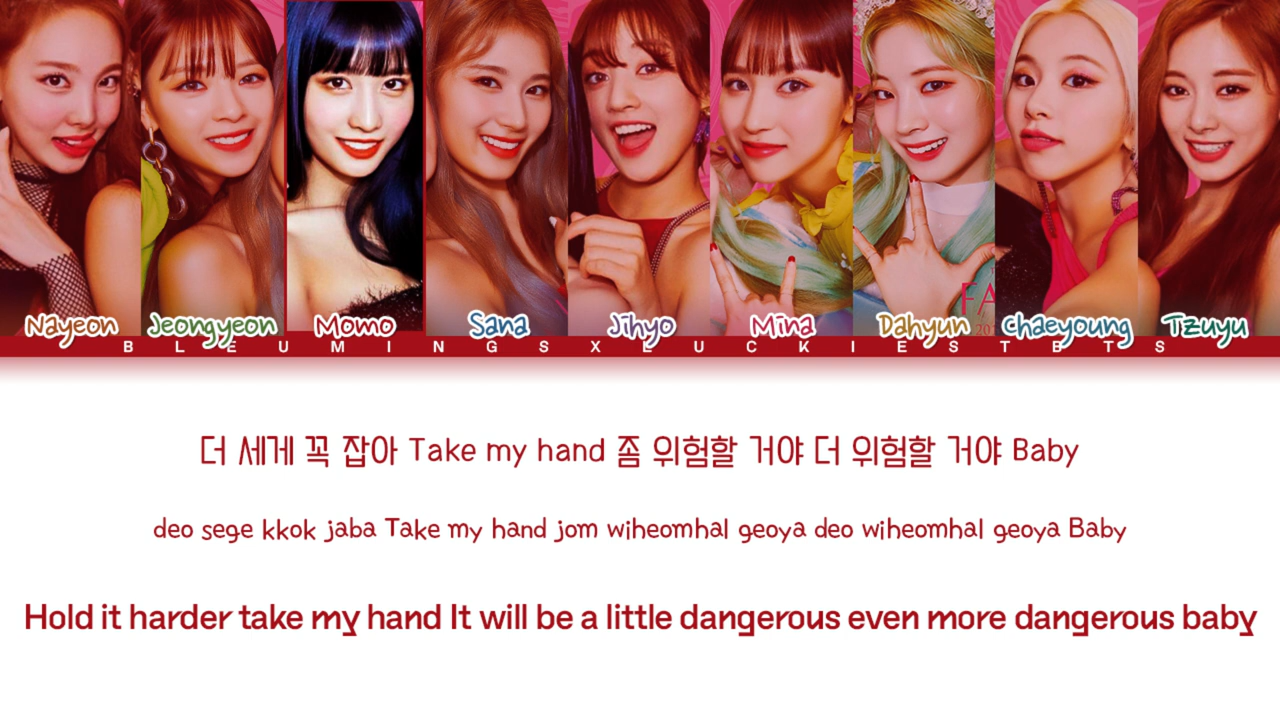 FA
20
Nayeon Jeongyeon Momo Sana Jihyo Mina Dahyun Chaeyoung Tzuyu
BLEUMINGSXLUCKIESTBTS
더 세게 꼭 잡아 Take my hand 좀 위험할 거야 더 위험할 거야 Baby
deo sege kkok jaba Take my hand jom wiheomhal geoya deo wiheomhal geoya Baby
Hold it harder take my hand It will be a little dangerous even more dangerous baby